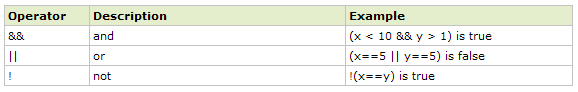 Operator Description Example
&& and (x < 10 && y > 1) is true
|| or (x==5 || y==5) is false
! not !(x==y) is true